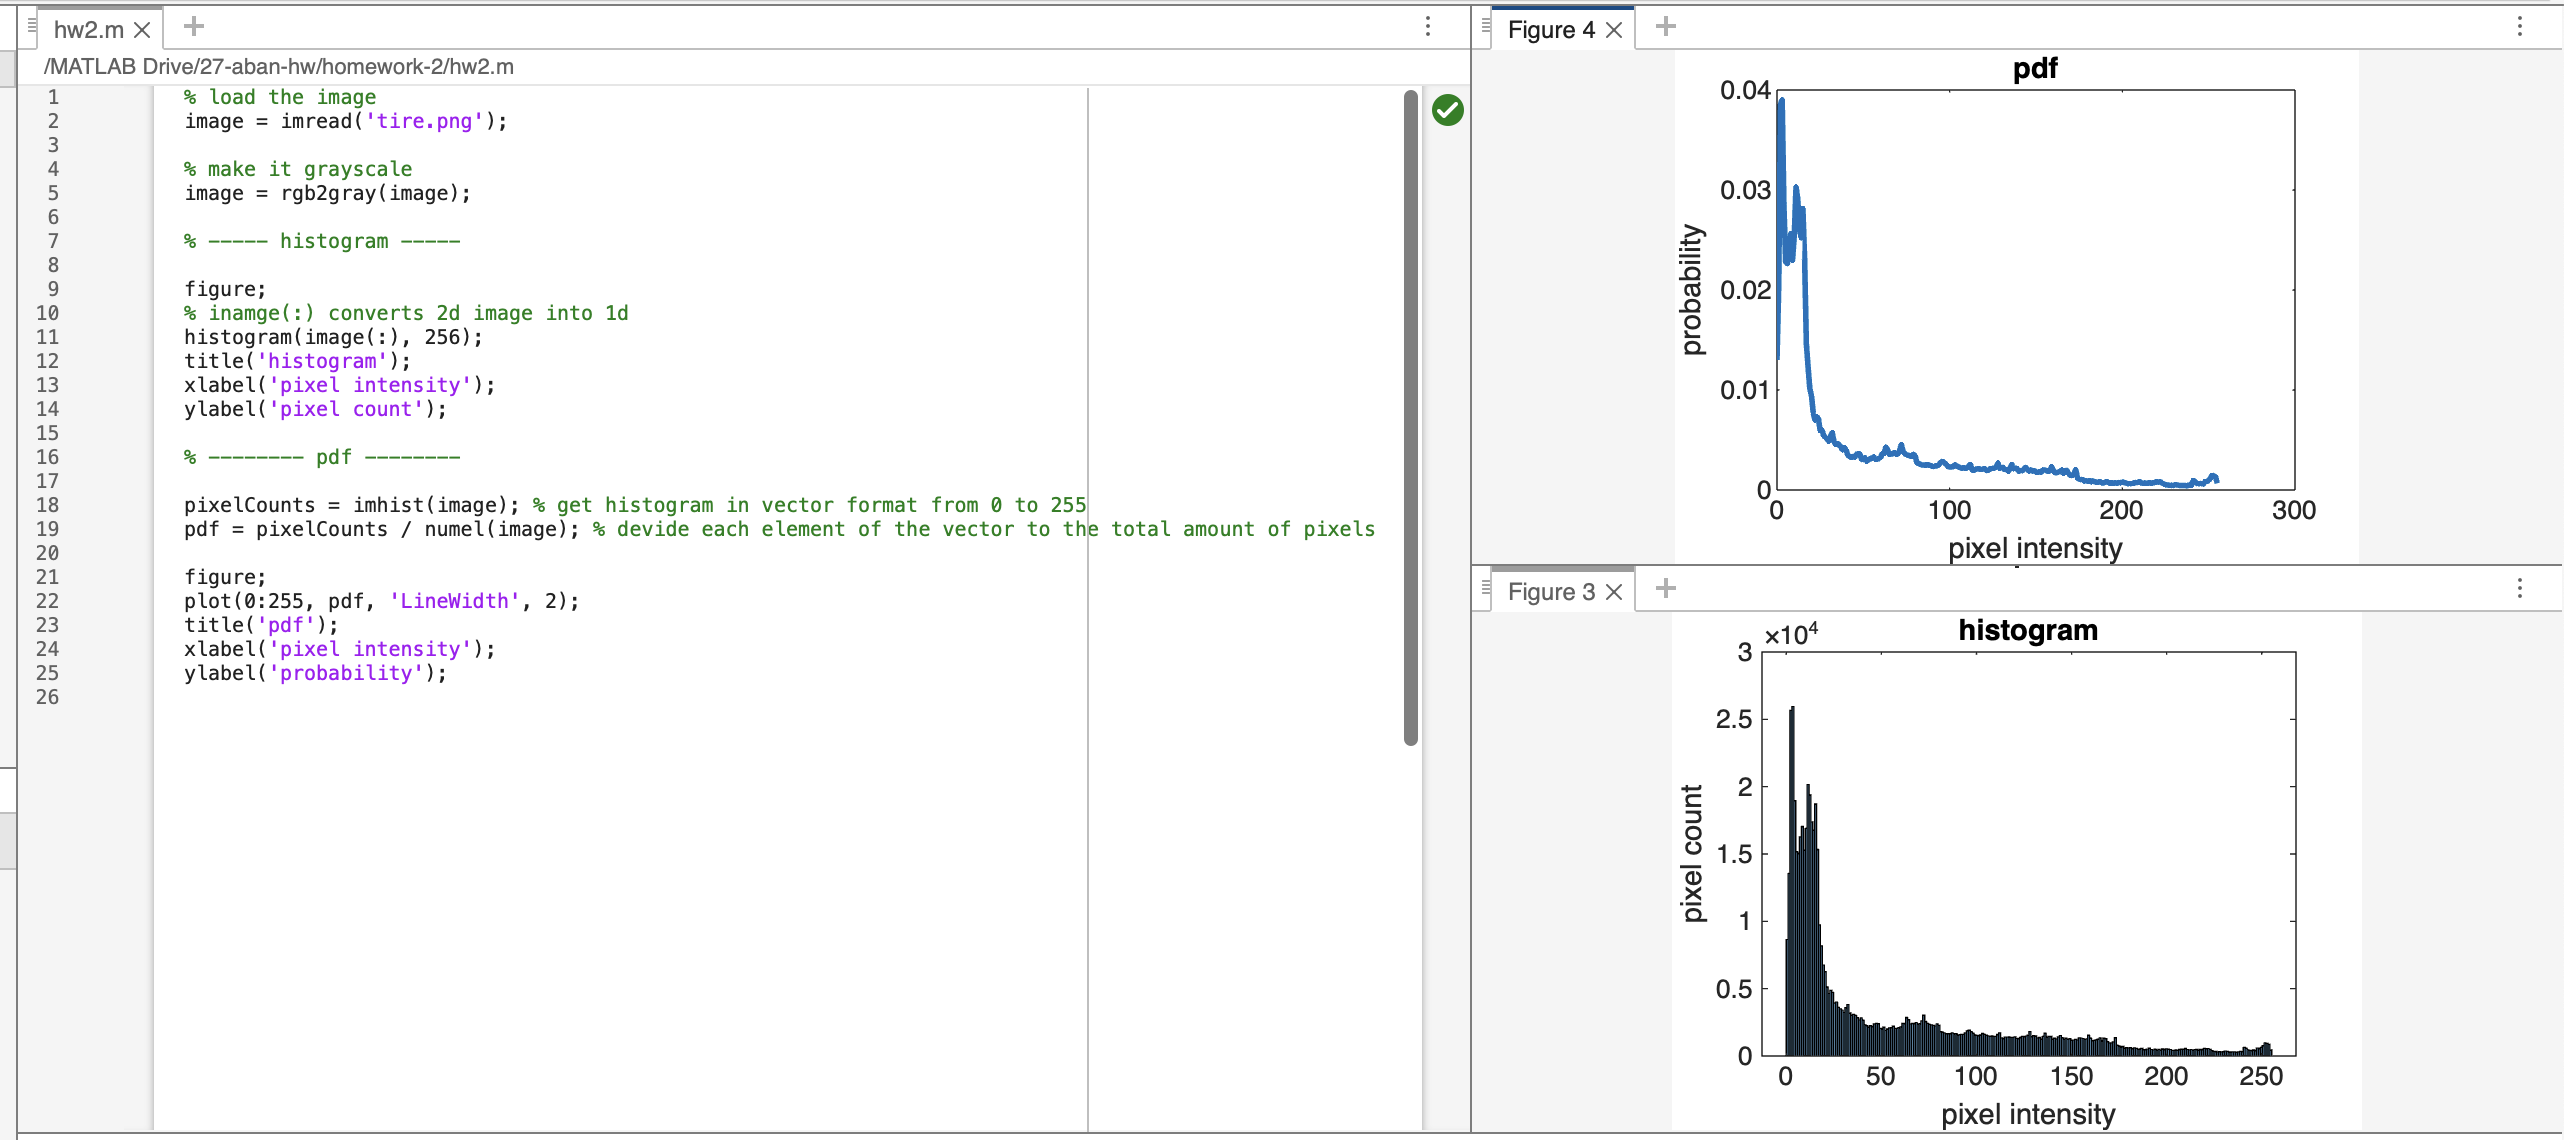 hw2.m
/MATLAB Drive/27-aban-hw/homework-2/hw2.m
1 % load the image
2 image = imread('tire.png');
3
4 % make it grayscale
5 image = rgb2gray(image);
6
7 % ----- histogram -----
8
9 figure;
10 % inamge(:) converts 2d image into 1d
11 histogram(image(:), 256);
12 title('histogram');
13 xlabel('pixel intensity');
14 ylabel('pixel count');
15
16 % -------- pdf --------
17
18 pixelCounts = imhist(image); % get histogram in vector format from 0 to 255
19 pdf = pixelCounts / numel(image); % devide each element of the vector to the total amount of pixels
20
21 figure;
22 plot(0:255, pdf, 'LineWidth', 2);
23 title('pdf');
24 xlabel('pixel intensity');
25 ylabel('probability');
26
Figure 4
pdf
0.04
0.03
0.02
0.01
0
probability
0 100 200 300
pixel intensity
Figure 3
×10⁴
histogram
3
2.5
2
1.5
1
0.5
0
pixel count
0 50 100 150 200 250
pixel intensity